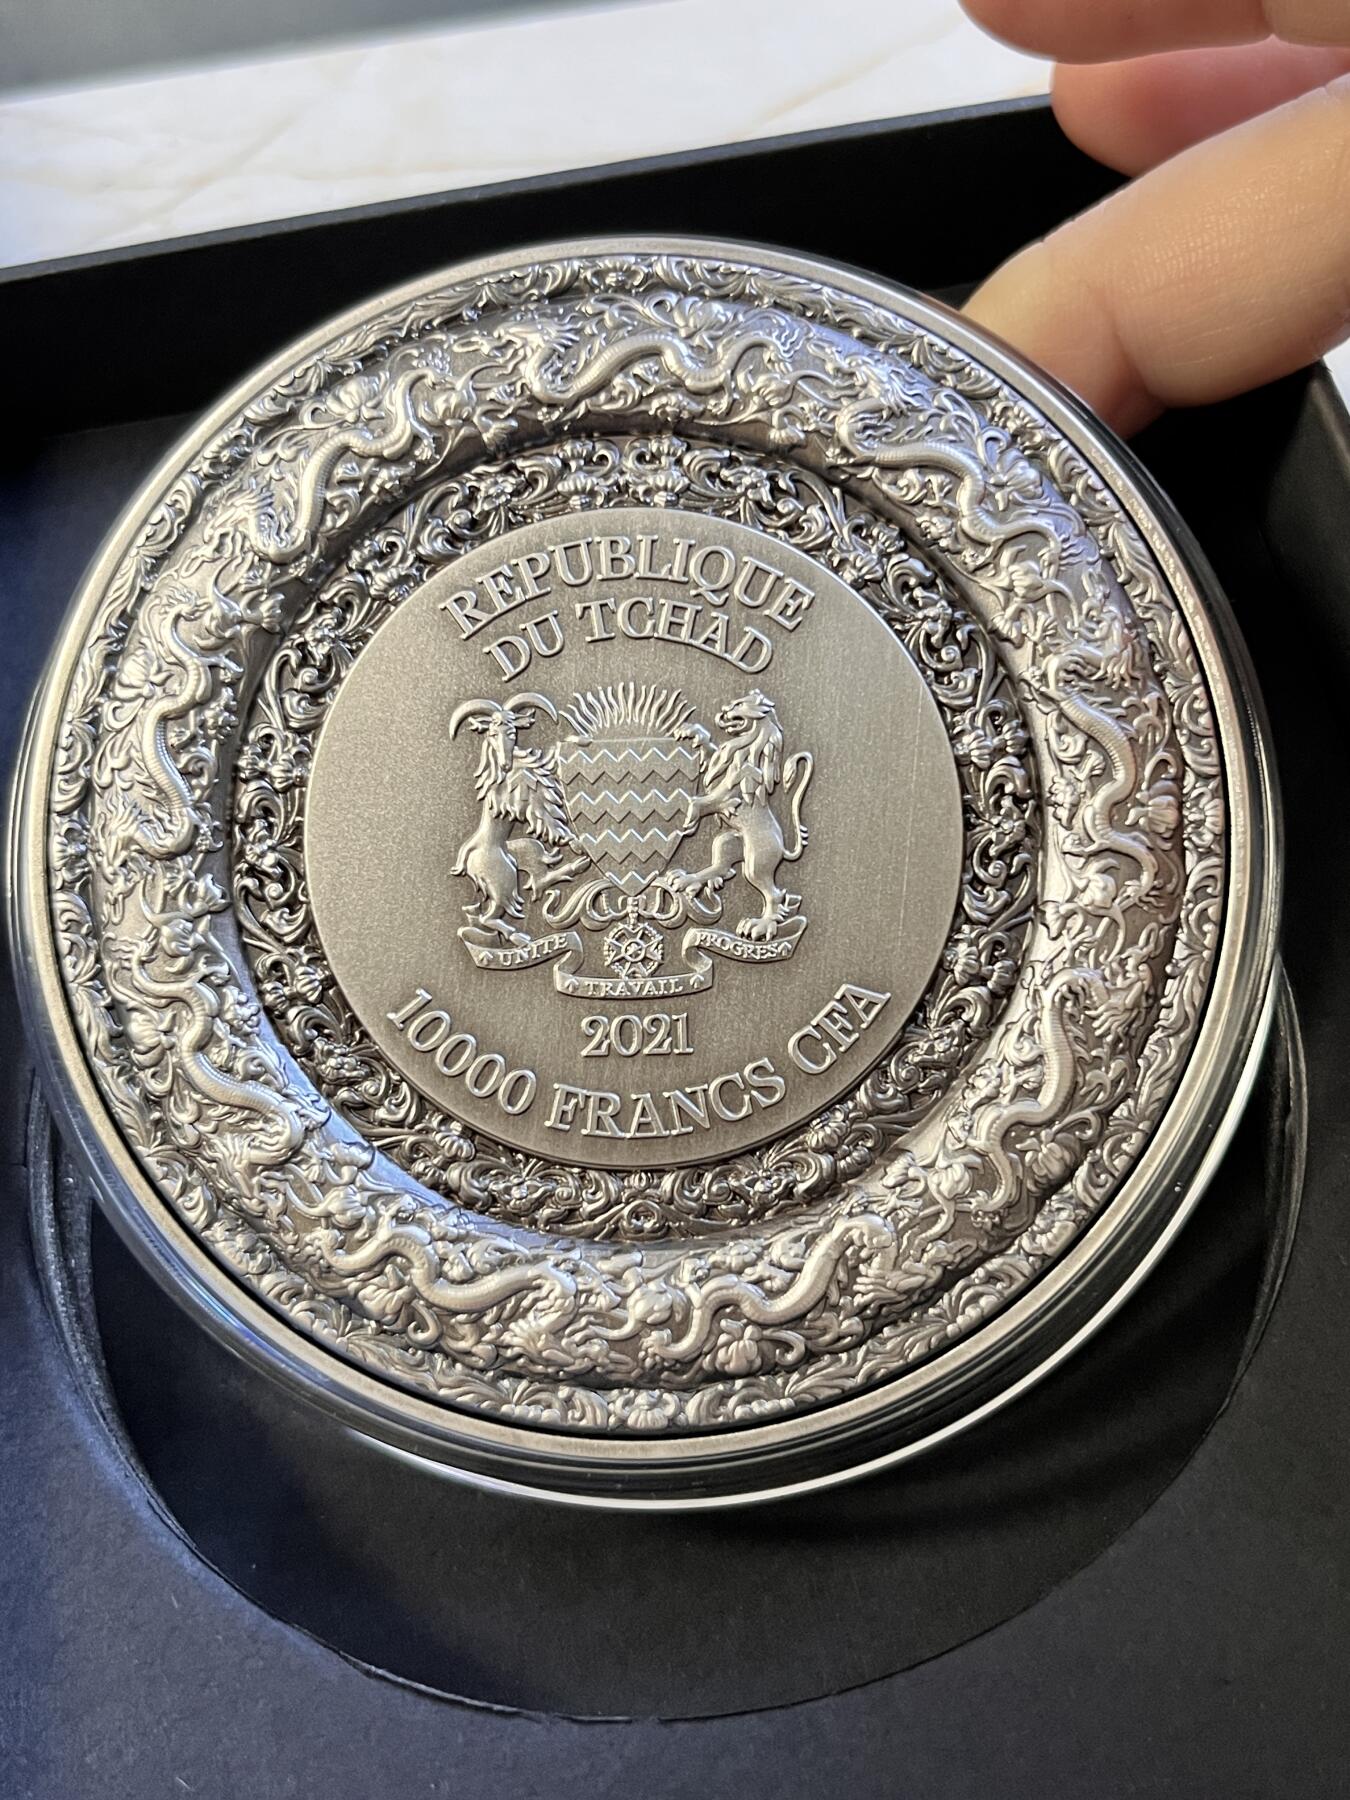 REPUBLIQUE
DU TCHAD
UNITE
TRAVAIL
PROGRES
2021
10000 FRANCS CFA